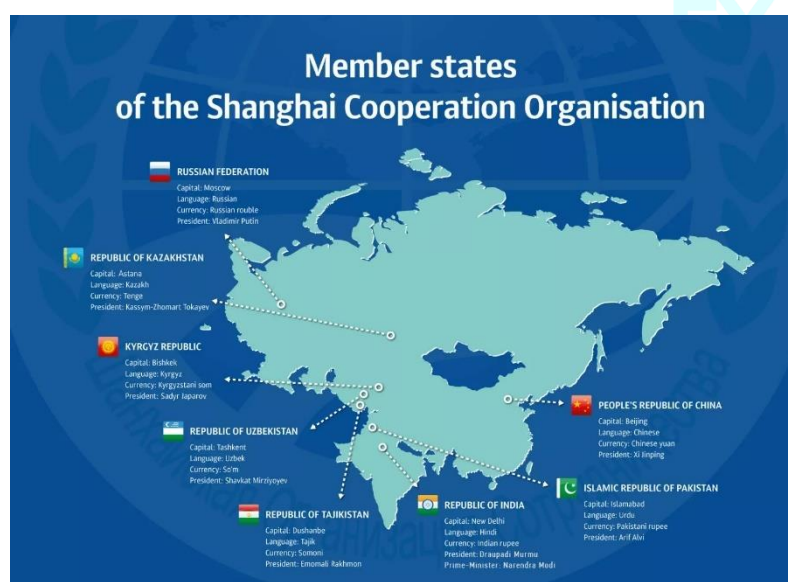 Member states
of the Shanghai Cooperation Organisation
RUSSIAN FEDERATION
Capital: Moscow
Language: Russian
Currency: Russian rouble
President: Vladimir Putin
REPUBLIC OF KAZAKHSTAN
Capital: Astana
Language: Kazakh
Currency: Tenge
President: Kassym-Zhomart Tokayev
KYRGYZ REPUBLIC
Capital: Bishkek
Language: Kyrgyz
Currency: Kyrgyzstani som
President: Sadyr Japarov
REPUBLIC OF UZBEKISTAN
Capital: Tashkent
Language: Uzbek
Currency: So'm
President: Shavkat Mirziyoyev
REPUBLIC OF TAJIKISTAN
Capital: Dushanbe
Language: Tajik
Currency: Somoni
President: Emomali Rakhmon
REPUBLIC OF INDIA
Capital: New Delhi
Language: Hindi
Currency: Indian rupee
President: Draupadi Murmu
Prime-Minister: Narendra Modi
PEOPLE'S REPUBLIC OF CHINA
Capital: Beijing
Language: Chinese
Currency: Chinese yuan
President: Xi Jinping
ISLAMIC REPUBLIC OF PAKISTAN
Capital: Islamabad
Language: Urdu
Currency: Pakistani rupee
President: Arif Alvi